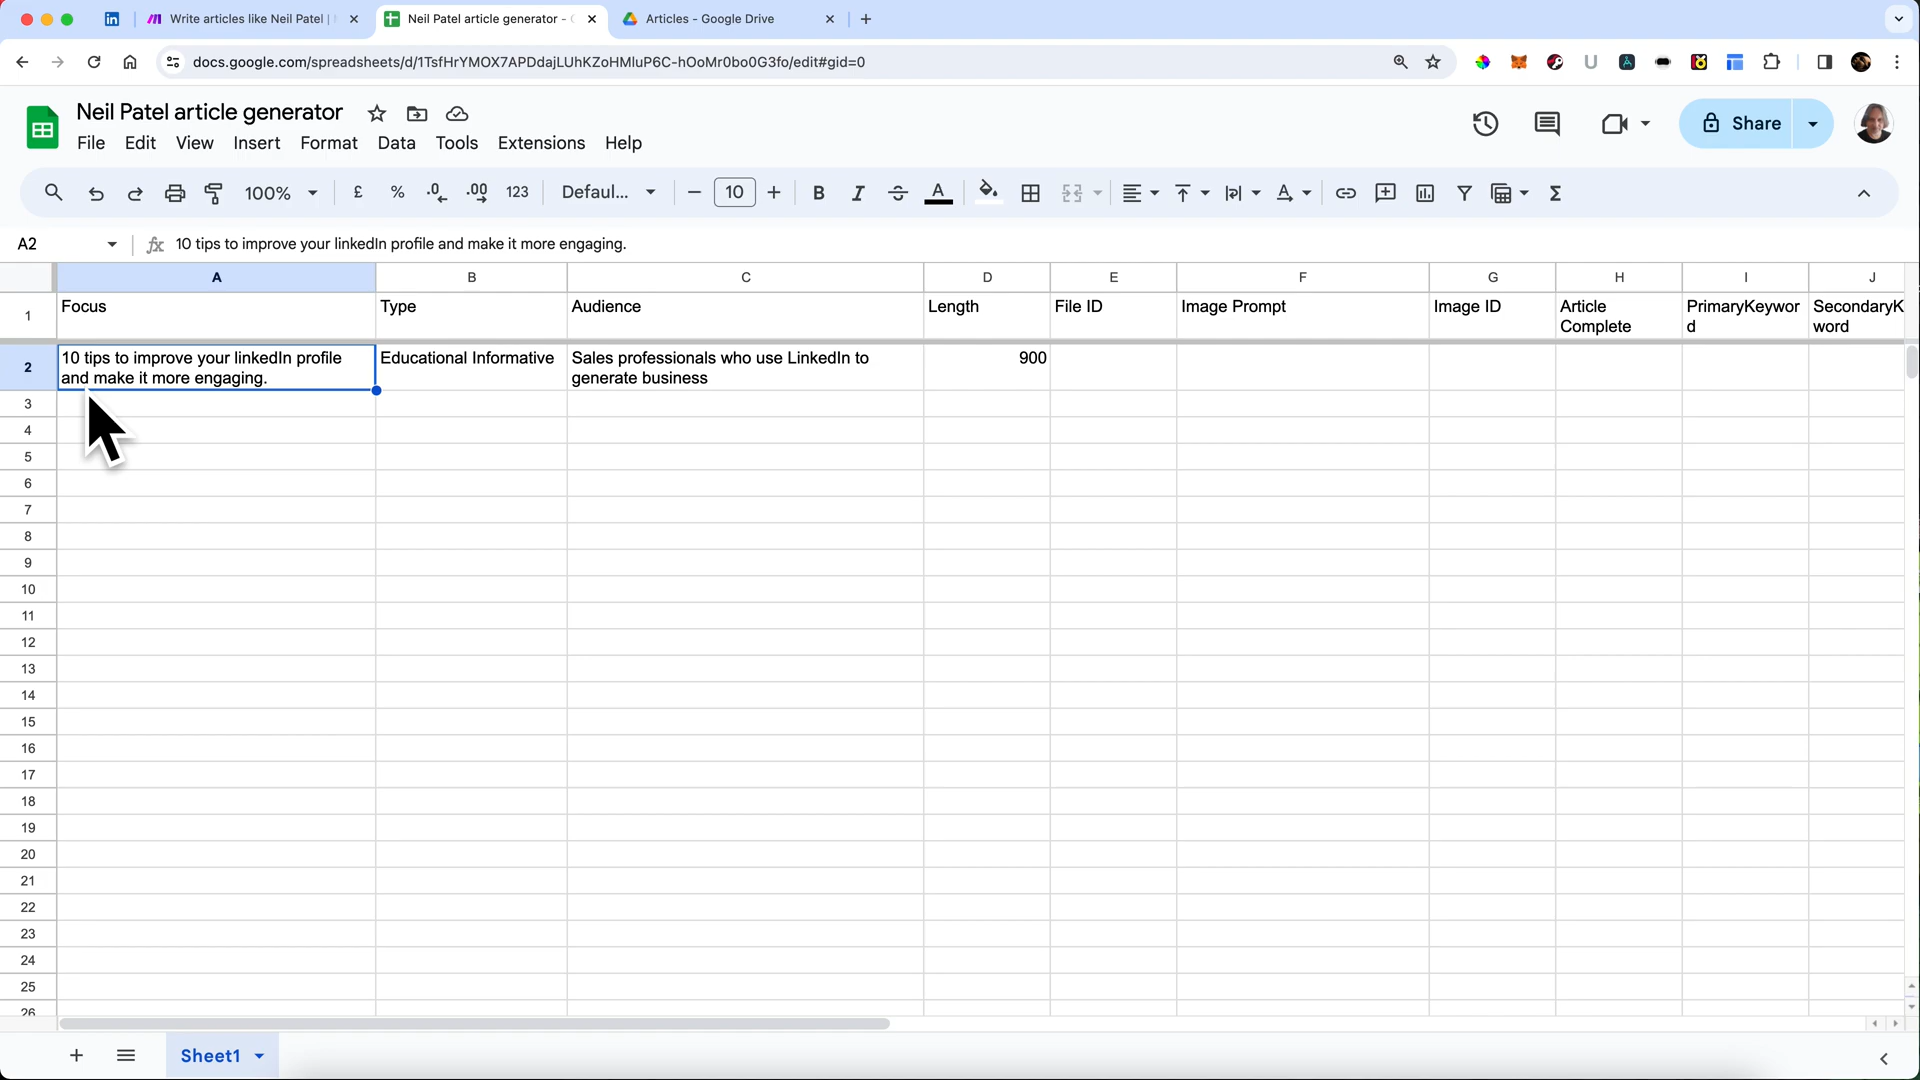 Write articles like Neil Patel |
Neil Patel article generator -
Articles - Google Drive
docs.google.com/spreadsheets/d/1TsfHrYMOX7APDdajLUhKZoHMluP6C-hOoMr0bo0G3fo/edit#gid=0
Neil Patel article generator
Share
File Edit View Insert Format Data Tools Extensions Help
100% £ % .0 .00 123 Defaul... 10 B I S A Σ
A2 fx 10 tips to improve your linkedIn profile and make it more engaging.
A B C D E F G H I J
1 Focus Type Audience Length File ID Image Prompt Image ID Article PrimaryKeywor SecondaryK
Complete d word
2 10 tips to improve your linkedIn profile Educational Informative Sales professionals who use LinkedIn to 900
and make it more engaging. generate business
3
4
5
6
7
8
9
10
11
12
13
14
15
16
17
18
19
20
21
22
23
24
25
26
Sheet1